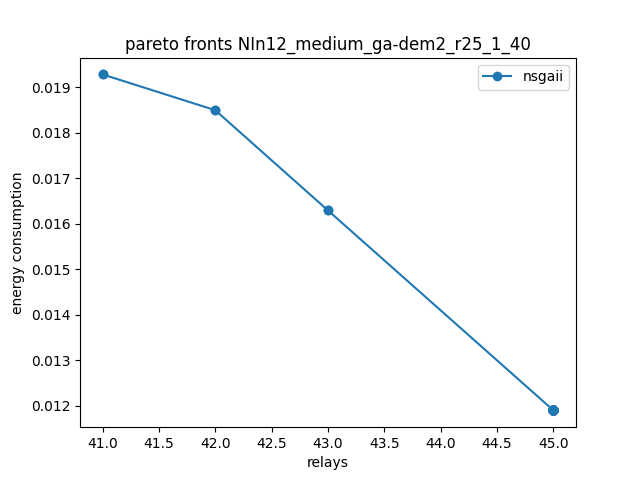 pareto fronts NIn12_medium_ga-dem2_r25_1_40
nsgaii
0.019
0.018
0.017
0.016
0.015
0.014
0.013
0.012
energy consumption
41.0 41.5 42.0 42.5 43.0 43.5 44.0 44.5 45.0
relays